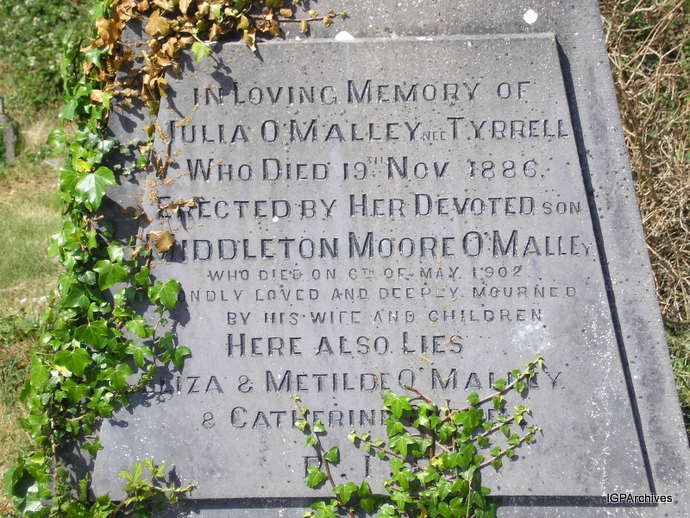 IN LOVING MEMORY OF
JULIA O'MALLEY NEE TYRRELL
WHO DIED 19TH NOV 1886.
ERECTED BY HER DEVOTED SON
MIDDLETON MOORE O'MALLEY
WHO DIED ON 6TH OF MAY 1902
FONDLY LOVED AND DEEPLY MOURNED
BY HIS WIFE AND CHILDREN
HERE ALSO LIES
ELIZA & METILDE O'MALLEY
& CATHERINE
IGPArchives